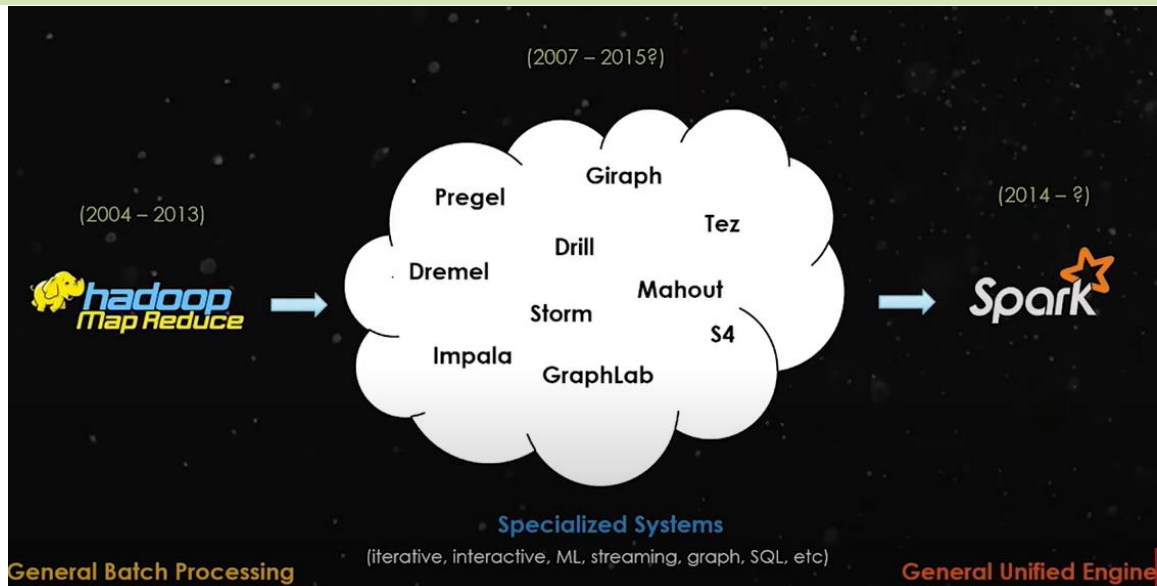 (2007 – 2015?)
(2004 – 2013)
hadoop
Map Reduce
Pregel
Giraph
Tez
Drill
Dremel
Mahout
Storm
S4
Impala
GraphLab
(2014 – ?)
Spark
Specialized Systems
(iterative, interactive, ML, streaming, graph, SQL, etc)
General Batch Processing
General Unified Engine